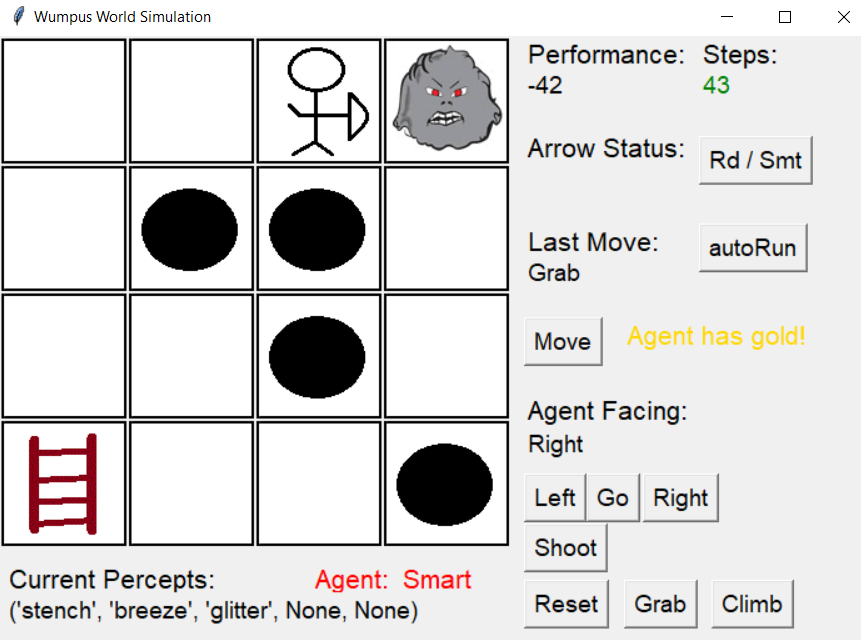 Wumpus World Simulation
Performance: Steps:
-42 43
Arrow Status: Rd / Smt
Last Move: autoRun
Grab
Move Agent has gold!
Agent Facing:
Right
Left Go Right
Shoot
Reset Grab Climb
Current Percepts: Agent: Smart
('stench', 'breeze', 'glitter', None, None)